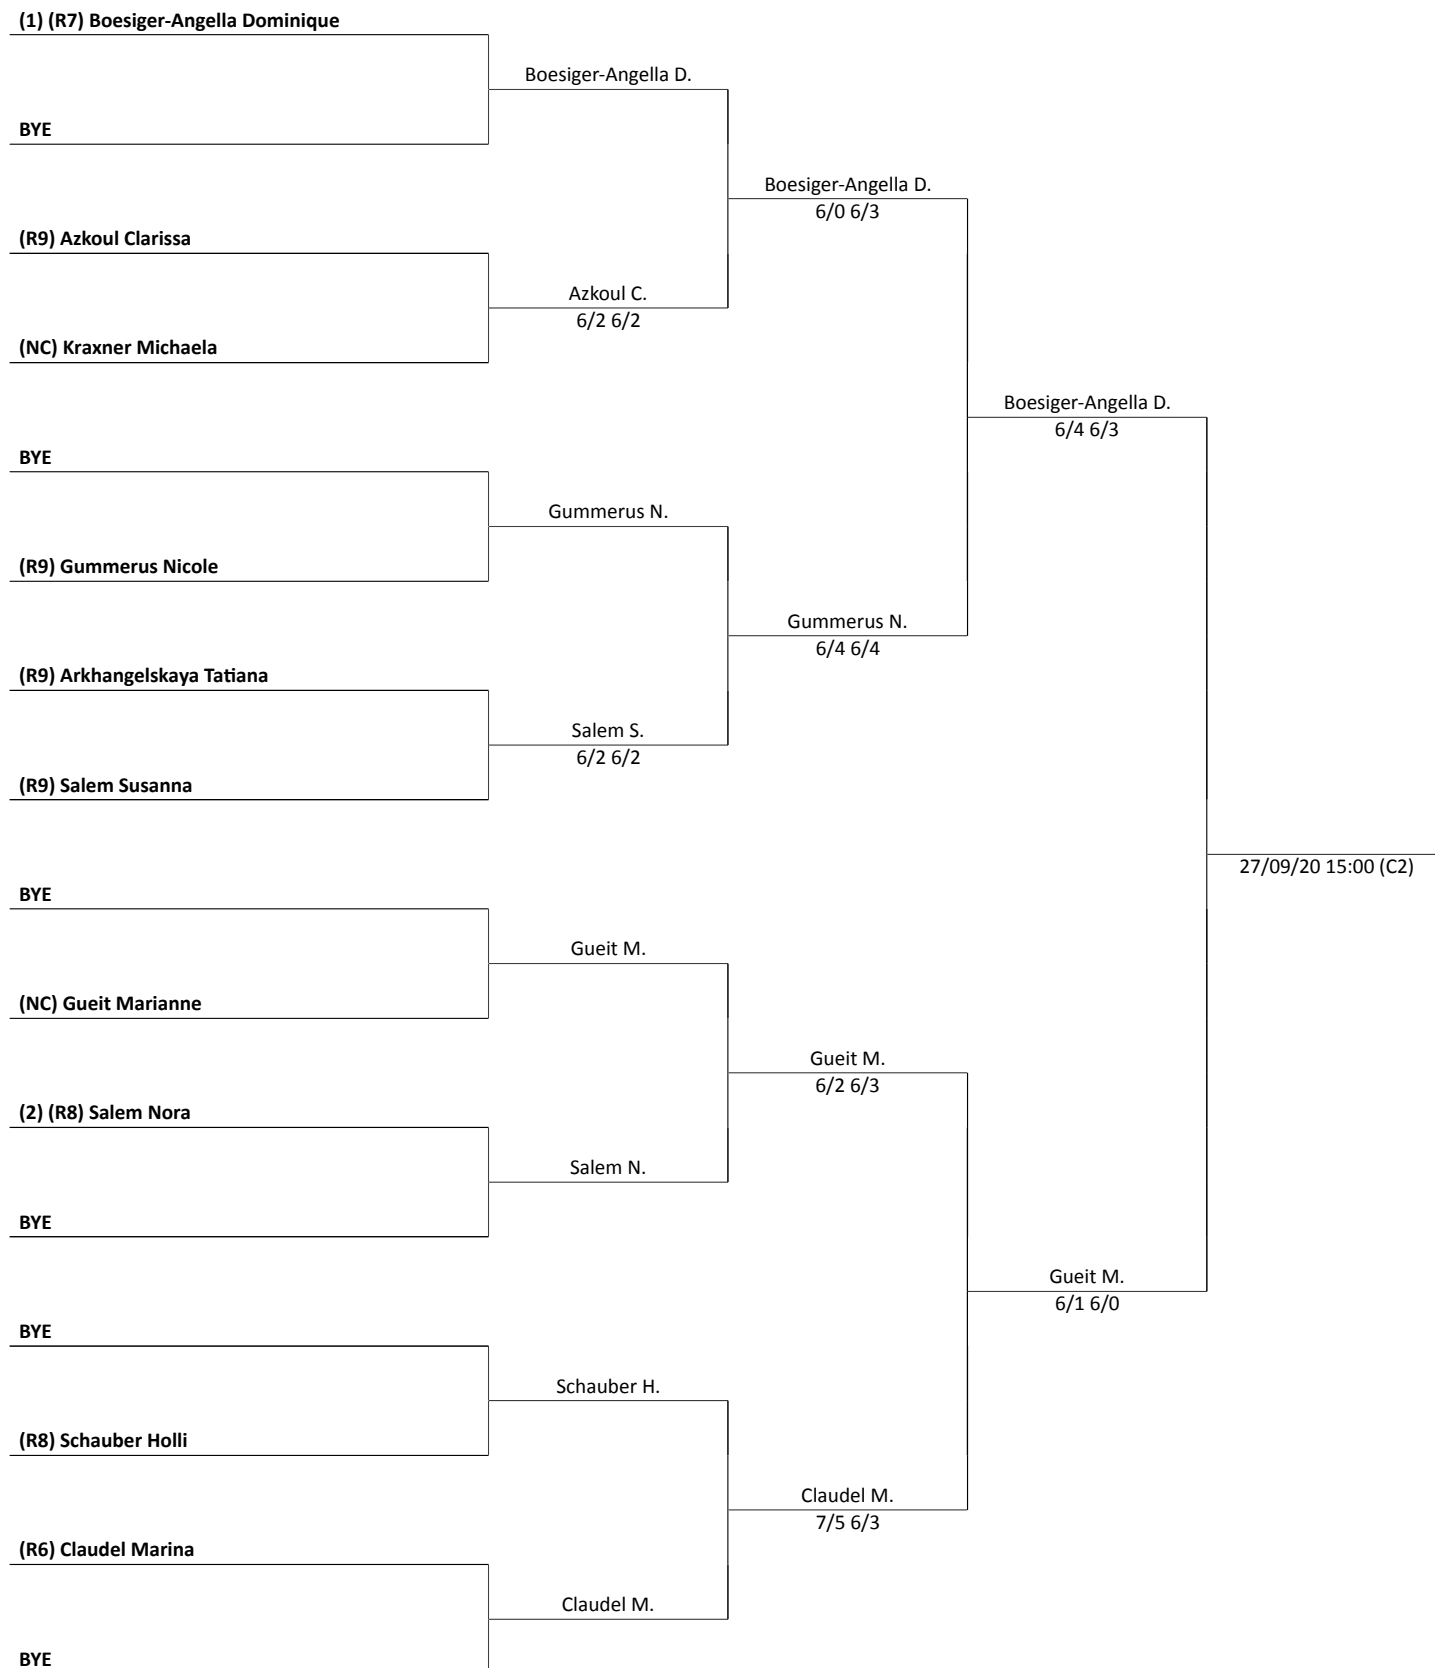 (1) (R7) Boesiger-Angella Dominique
Boesiger-Angella D.
BYE
Boesiger-Angella D.
6/0 6/3
(R9) Azkoul Clarissa
Azkoul C.
6/2 6/2
(NC) Kraxner Michaela
Boesiger-Angella D.
6/4 6/3
BYE
Gummerus N.
(R9) Gummerus Nicole
Gummerus N.
6/4 6/4
(R9) Arkhangelskaya Tatiana
Salem S.
6/2 6/2
(R9) Salem Susanna
27/09/20 15:00 (C2)
BYE
Gueit M.
(NC) Gueit Marianne
Gueit M.
6/2 6/3
(2) (R8) Salem Nora
Salem N.
BYE
Gueit M.
6/1 6/0
BYE
Schauber H.
(R8) Schauber Holli
Claudel M.
7/5 6/3
(R6) Claudel Marina
Claudel M.
BYE